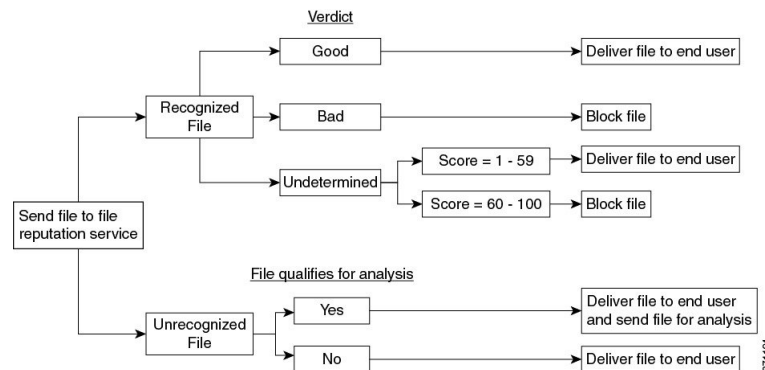 Verdict
Good
Deliver file to end user
Recognized
File
Bad
Block file
Undetermined
Score = 1 - 59
Deliver file to end user
Score = 60 - 100
Block file
Send file to file
reputation service
File qualifies for analysis
Yes
Deliver file to end user
and send file for analysis
Unrecognized
File
No
Deliver file to end user